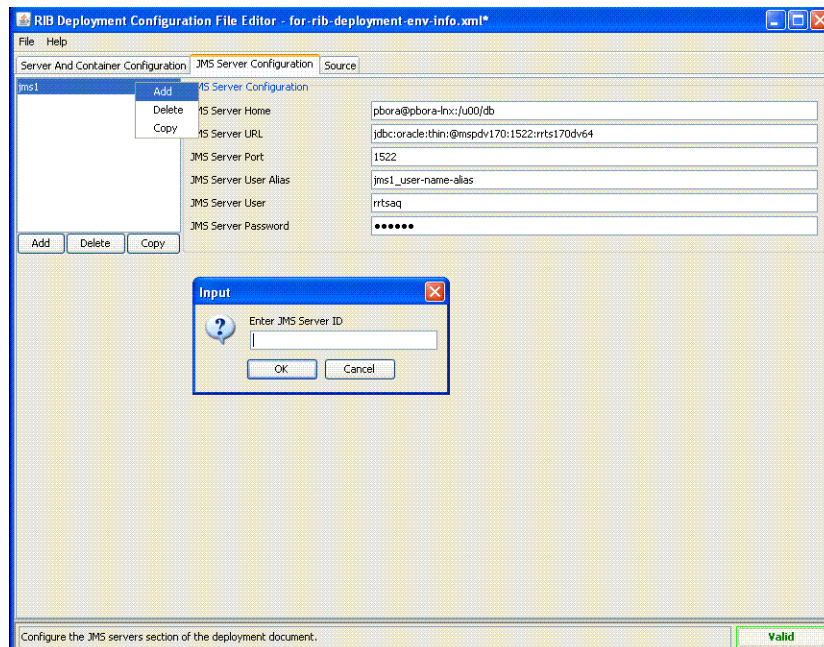 RIB Deployment Configuration File Editor - for-rib-deployment-env-info.xml*
File Help
Server And Container Configuration JMS Server Configuration Source
jms1
Add
Delete
Copy
MS Server Configuration
MS Server Home pbora@pbora-lnx:/u00/db
MS Server URL jdbc:oracle:thin:@mspdv170:1522:rrts170dv64
JMS Server Port 1522
JMS Server User Alias jms1_user-name-alias
JMS Server User rrtsaq
JMS Server Password ●●●●●●
Add Delete Copy
Input
Enter JMS Server ID
OK Cancel
Configure the JMS servers section of the deployment document. Valid